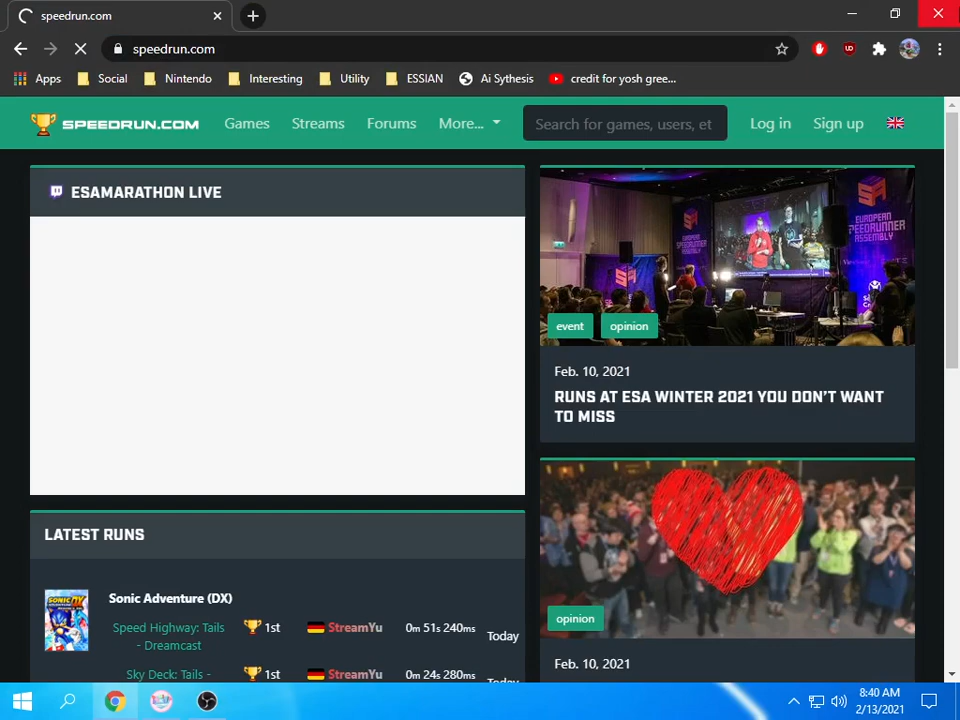 speedrun.com
speedrun.com
Apps Social Nintendo Interesting Utility ESSIAN Ai Sythesis credit for yosh gree...
SPEEDRUN.COM Games Streams Forums More... Search for games, users, et Log in Sign up
ESAMARATHON LIVE
EUROPEAN
SPEEDRUNNER
ASSEMBLY
event opinion
Feb. 10, 2021
RUNS AT ESA WINTER 2021 YOU DON'T WANT
TO MISS
LATEST RUNS
Sonic Adventure (DX)
Speed Highway: Tails
- Dreamcast
1st StreamYu 0m 51s 240ms Today
Sky Deck: Tails -
1st StreamYu 0m 24s 280ms Today
opinion
Feb. 10, 2021
8:40 AM
2/13/2021